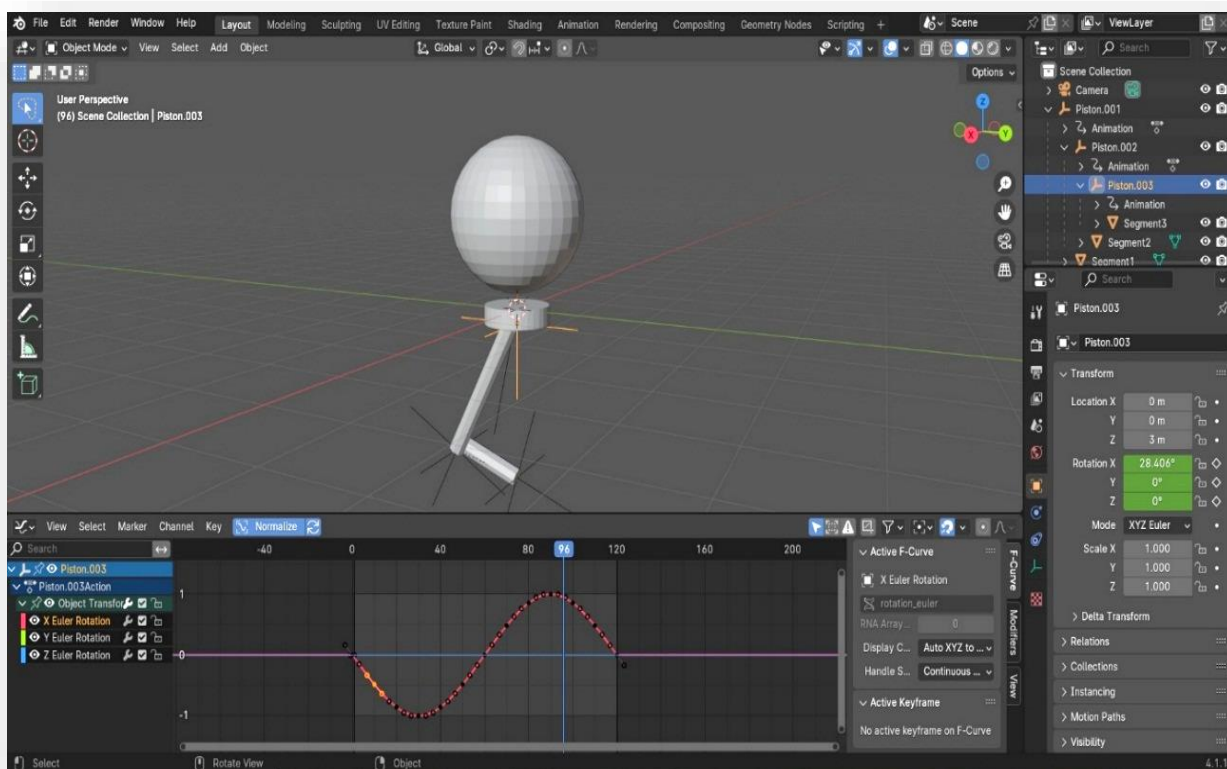 File Edit Render Window Help Layout Modeling Sculpting UV Editing Texture Paint Shading Animation Rendering Compositing Geometry Nodes Scripting + Scene ViewLayer
Object Mode View Select Add Object Global Search
Options
User Perspective
(96) Scene Collection | Piston.003
Z
X Y
Scene Collection
Camera
Piston.001
Animation
Piston.002
Animation
Piston.003
Animation
Segment3
Segment2
Segment1
Search
Piston.003
Piston.003
Transform
Location X 0 m
Y 0 m
Z 3 m
Rotation X 28.406°
Y 0°
Z 0°
Mode XYZ Euler
Scale X 1.000
Y 1.000
Z 1.000
Delta Transform
Relations
Collections
Instancing
Motion Paths
Visibility
View Select Marker Channel Key Normalize
Search
-40 0 40 80 96 120 160 200
Piston.003
Piston.003Action
Object Transfor
X Euler Rotation
Y Euler Rotation
Z Euler Rotation
1
0
-1
Active F-Curve
X Euler Rotation
rotation_euler
RNA Array... 0
Display C... Auto XYZ to ...
Handle S... Continuous ...
Active Keyframe
No active keyframe on F-Curve
F-Curve
Modifiers
View
Select Rotate View Object 4.1.1